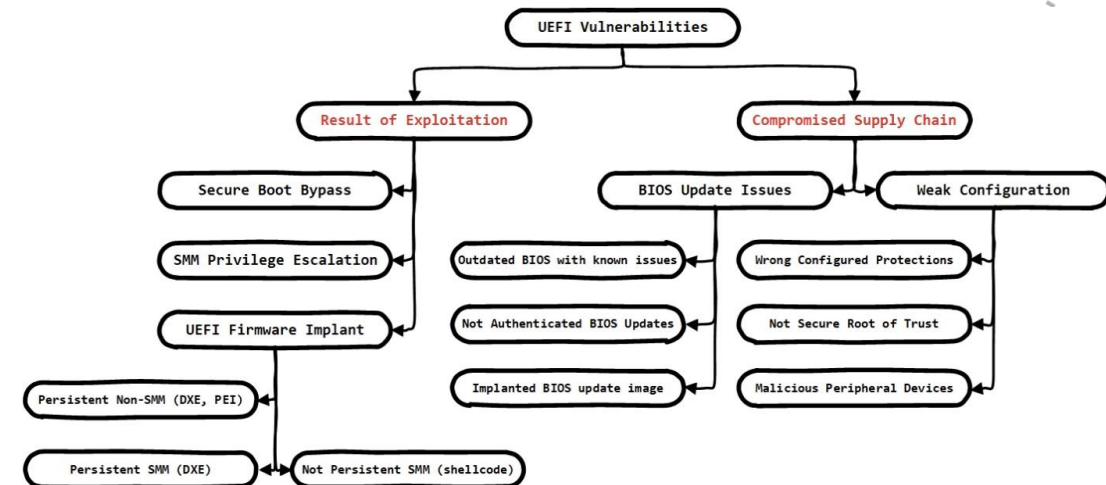 UEFI Vulnerabilities
Result of Exploitation
Compromised Supply Chain
Secure Boot Bypass
BIOS Update Issues
Weak Configuration
SMM Privilege Escalation
Outdated BIOS with known issues
Wrong Configured Protections
UEFI Firmware Implant
Not Authenticated BIOS Updates
Not Secure Root of Trust
Implanted BIOS update image
Malicious Peripheral Devices
Persistent Non-SMM (DXE, PEI)
Persistent SMM (DXE)
Not Persistent SMM (shellcode)